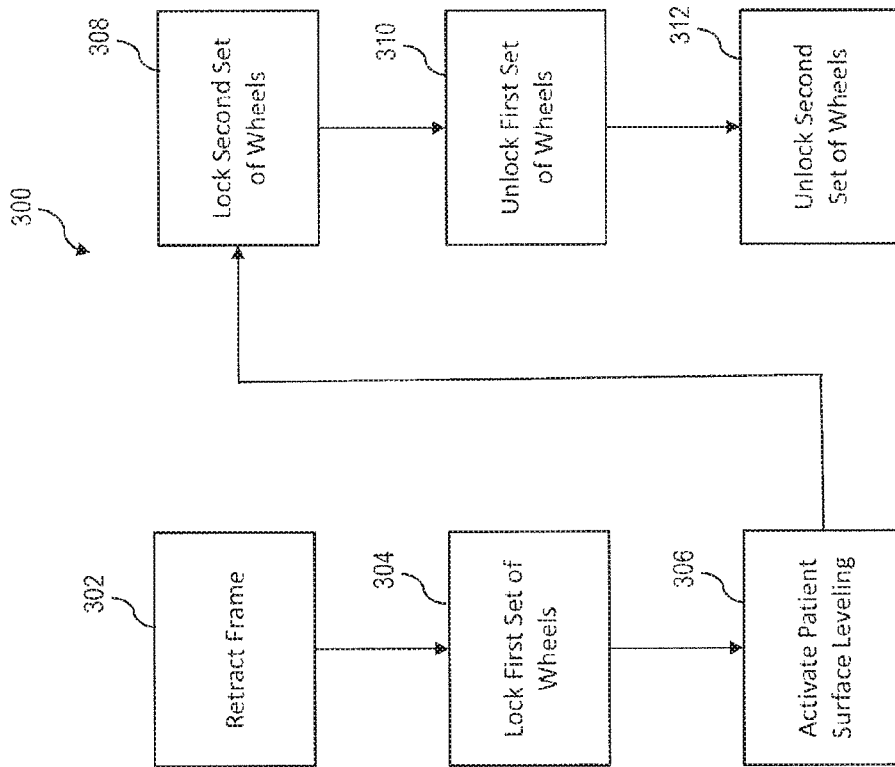 300
302
Retract Frame
304
Lock First Set of
Wheels
306
Activate Patient
Surface Leveling
308
Lock Second Set
of Wheels
310
Unlock First Set
of Wheels
312
Unlock Second
Set of Wheels